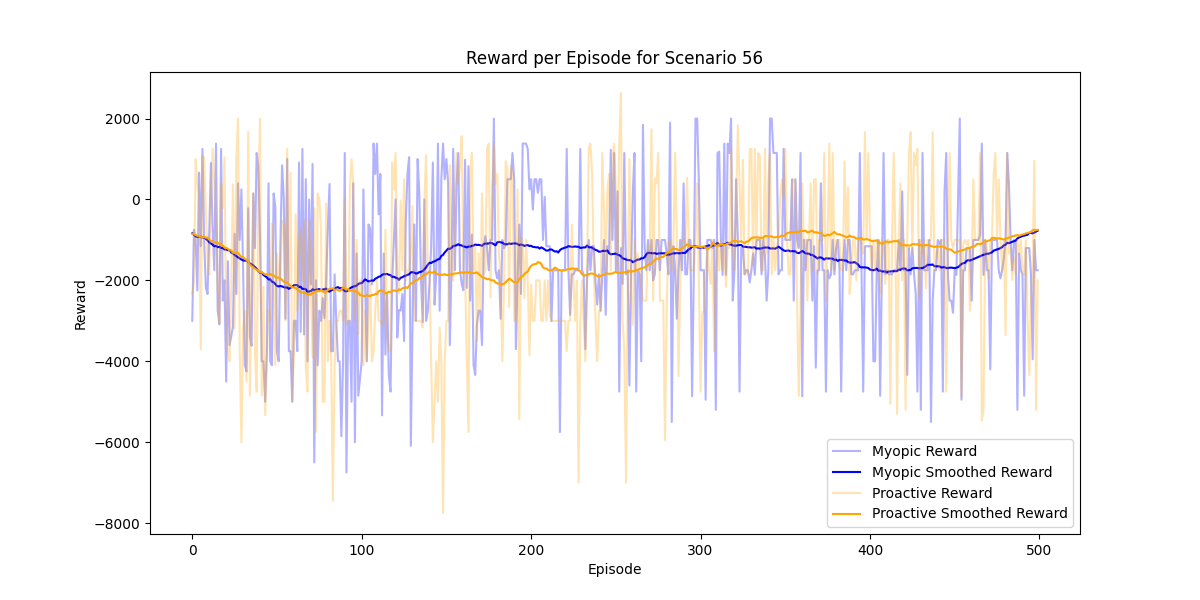 Reward per Episode for Scenario 56
Reward
2000
0
−2000
−4000
−6000
−8000
0 100 200 300 400 500
Episode
Myopic Reward
Myopic Smoothed Reward
Proactive Reward
Proactive Smoothed Reward